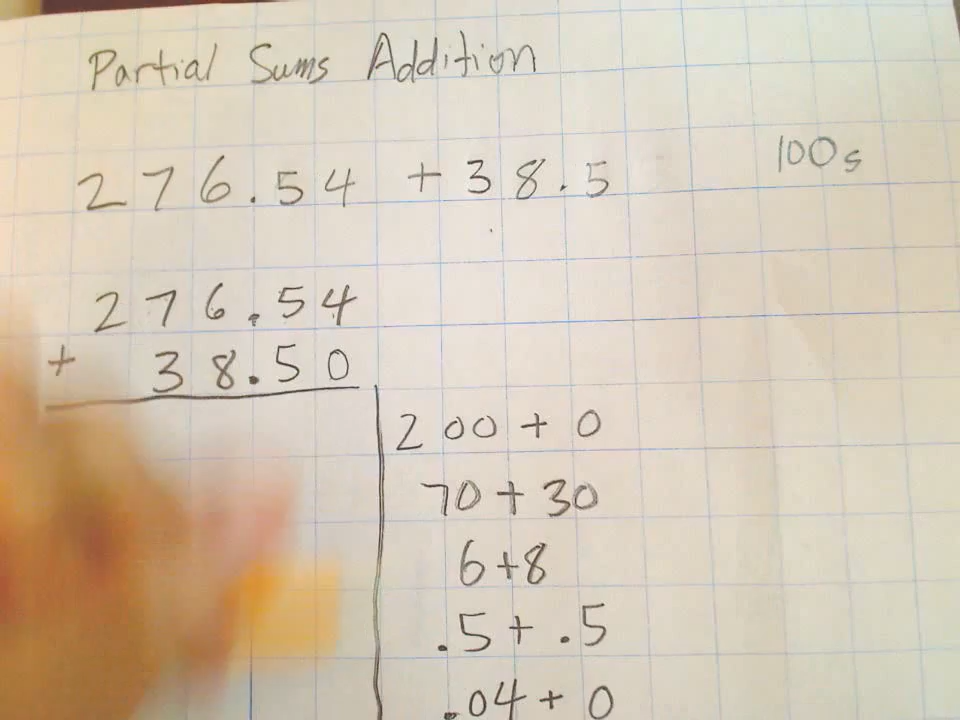 Partial Sums Addition
276.54 + 38.5
100s
276.54
+ 38.50
200 + 0
70 + 30
6 + 8
.5 + .5
.04 + 0